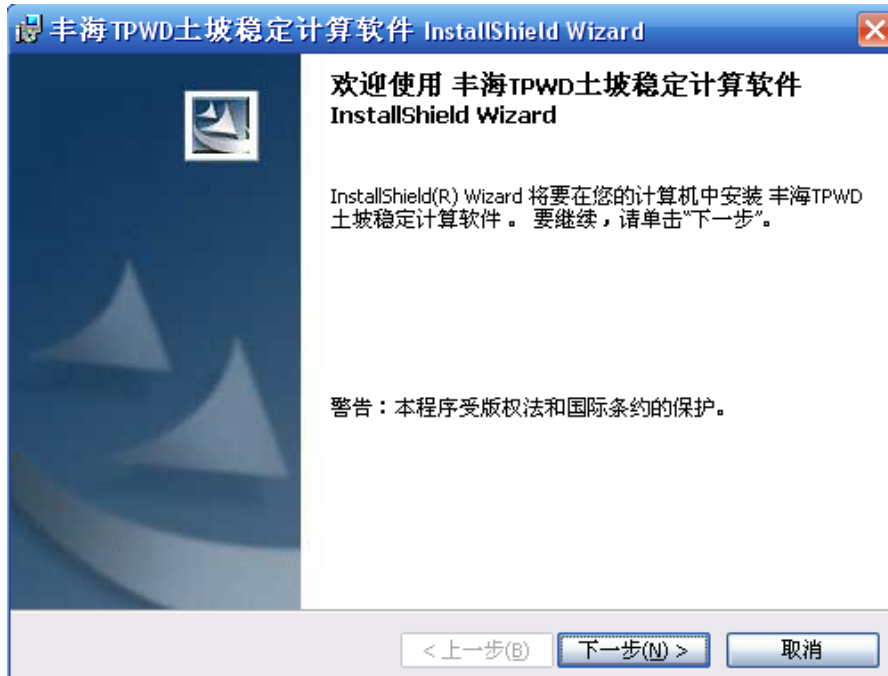 丰海TPWD土坡稳定计算软件 InstallShield Wizard
欢迎使用 丰海TPWD土坡稳定计算软件
InstallShield Wizard
InstallShield(R) Wizard 将要在您的计算机中安装 丰海TPWD
土坡稳定计算软件 。 要继续，请单击“下一步”。
警告：本程序受版权法和国际条约的保护。
< 上一步(B)
下一步(N) >
取消